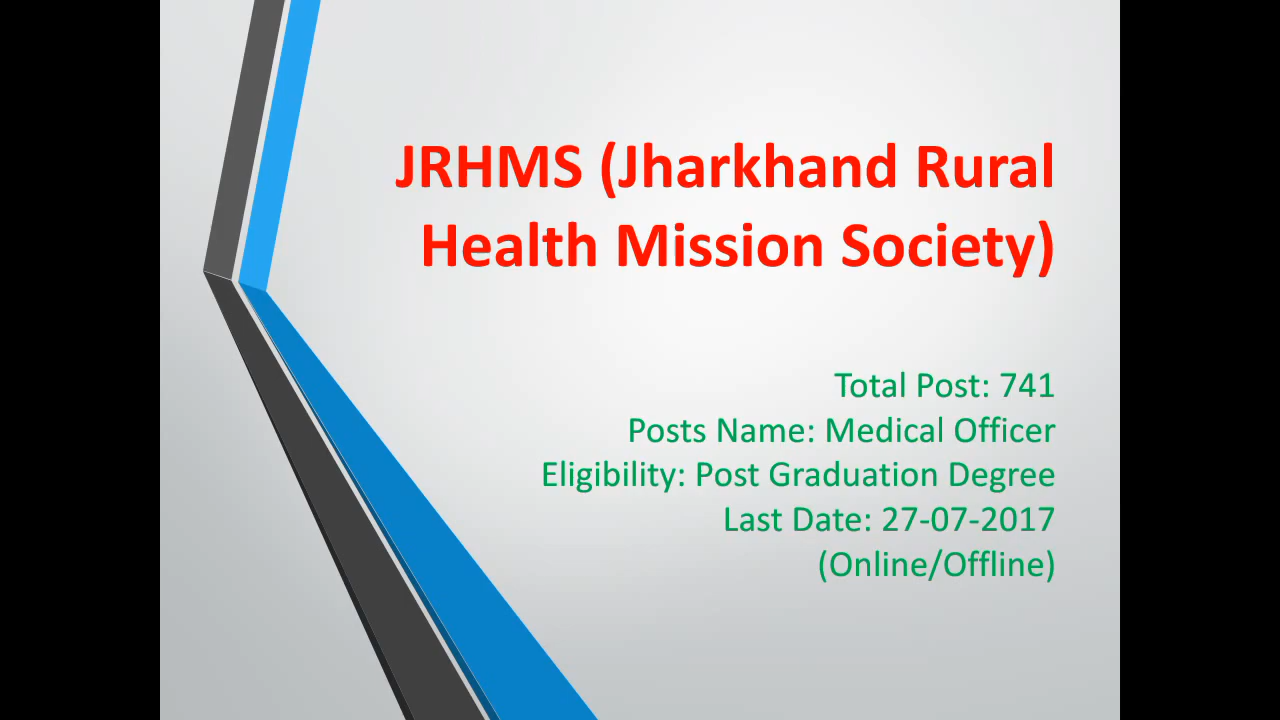 JRHMS (Jharkhand Rural
Health Mission Society)
Total Post: 741
Posts Name: Medical Officer
Eligibility: Post Graduation Degree
Last Date: 27-07-2017
(Online/Offline)